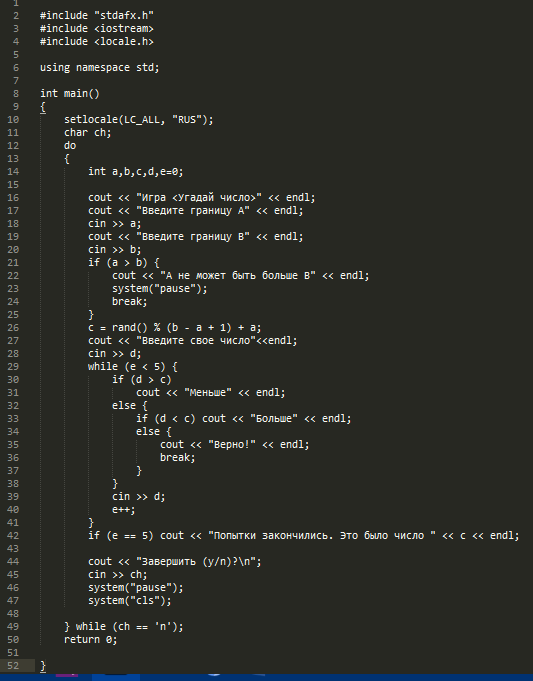 1
2 #include "stdafx.h"
3 #include <iostream>
4 #include <locale.h>
5
6 using namespace std;
7
8 int main()
9 {
10 setlocale(LC_ALL, "RUS");
11 char ch;
12 do
13 {
14 int a,b,c,d,e=0;
15
16 cout << "Игра <Угадай число>" << endl;
17 cout << "Введите границу A" << endl;
18 cin >> a;
19 cout << "Введите границу B" << endl;
20 cin >> b;
21 if (a > b) {
22 cout << "A не может быть больше B" << endl;
23 system("pause");
24 break;
25 }
26 c = rand() % (b - a + 1) + a;
27 cout << "Введите свое число"<<endl;
28 cin >> d;
29 while (e < 5) {
30 if (d > c)
31 cout << "Меньше" << endl;
32 else {
33 if (d < c) cout << "Больше" << endl;
34 else {
35 cout << "Верно!" << endl;
36 break;
37 }
38 }
39 cin >> d;
40 e++;
41 }
42 if (e == 5) cout << "Попытки закончились. Это было число " << c << endl;
43
44 cout << "Завершить (y/n)?\n";
45 cin >> ch;
46 system("pause");
47 system("cls");
48
49 } while (ch == 'n');
50 return 0;
51
52 }